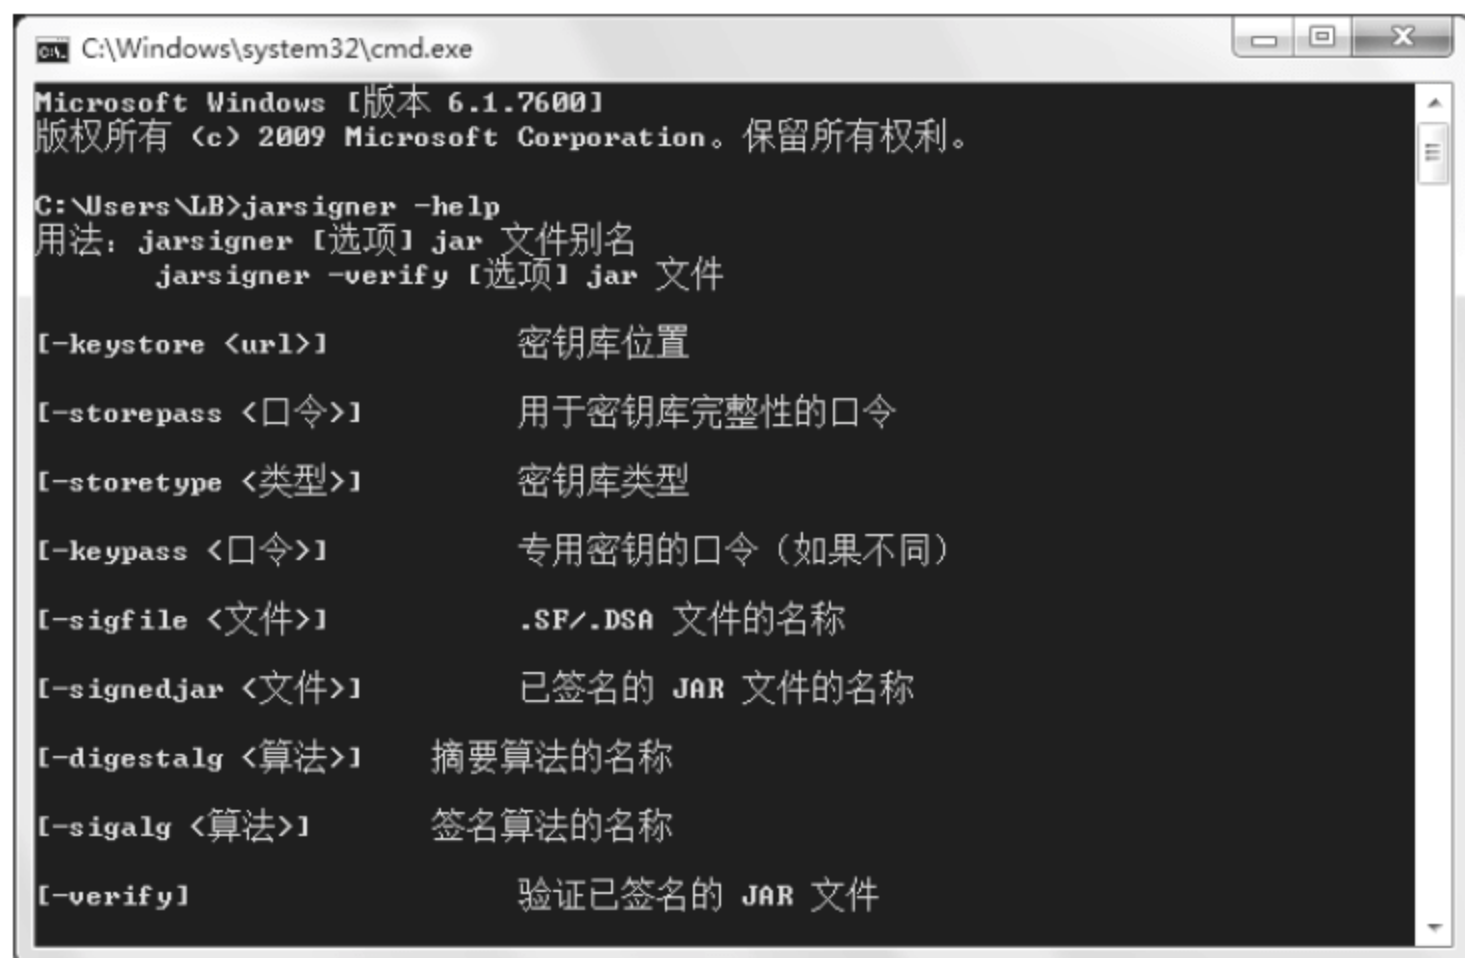 C:\Windows\system32\cmd.exe
Microsoft Windows [版本 6.1.7600]
版权所有 (c) 2009 Microsoft Corporation。保留所有权利。
C:\Users\LB>jarsigner -help
用法: jarsigner [选项] jar 文件别名
jarsigner -verify [选项] jar 文件
[-keystore <url>] 密钥库位置
[-storepass <口令>] 用于密钥库完整性的口令
[-storetype <类型>] 密钥库类型
[-keypass <口令>] 专用密钥的口令（如果不同）
[-sigfile <文件>] .SF/.DSA 文件的名称
[-signedjar <文件>] 已签名的 JAR 文件的名称
[-digestalg <算法>] 摘要算法的名称
[-sigalg <算法>] 签名算法的名称
[-verify] 验证已签名的 JAR 文件